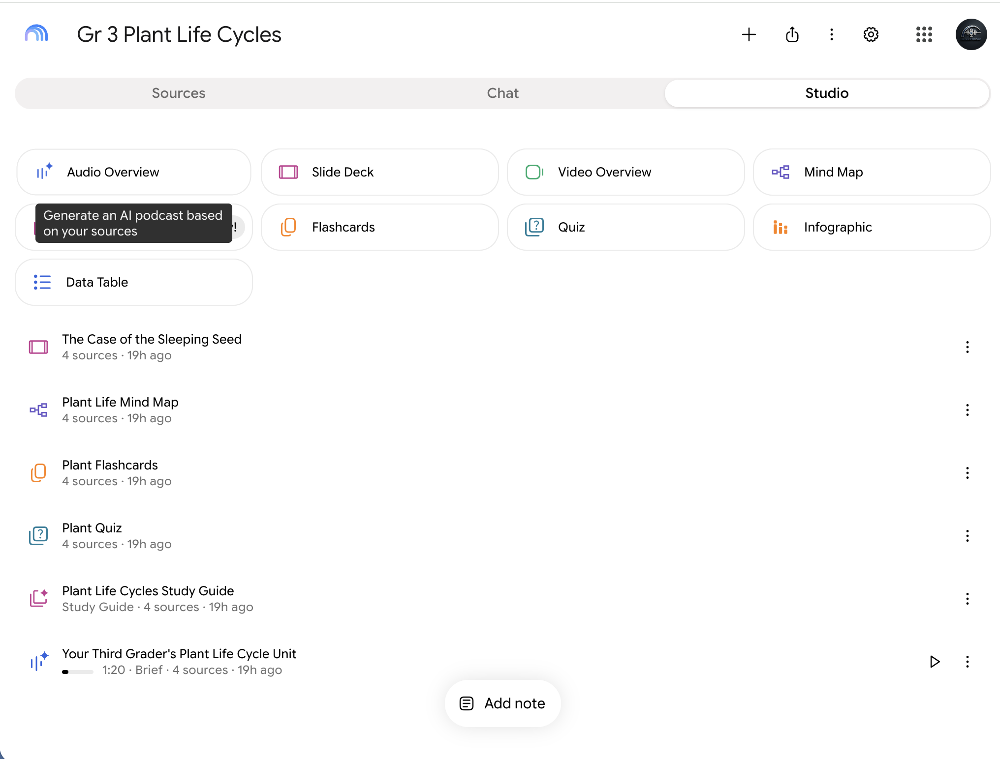 Gr 3 Plant Life Cycles
Sources
Chat
Studio
Audio Overview
Slide Deck
Video Overview
Mind Map
Generate an AI podcast based
on your sources
Flashcards
Quiz
Infographic
Data Table
The Case of the Sleeping Seed
4 sources · 19h ago
Plant Life Mind Map
4 sources · 19h ago
Plant Flashcards
4 sources · 19h ago
Plant Quiz
4 sources · 19h ago
Plant Life Cycles Study Guide
Study Guide · 4 sources · 19h ago
Your Third Grader's Plant Life Cycle Unit
1:20 · Brief · 4 sources · 19h ago
Add note